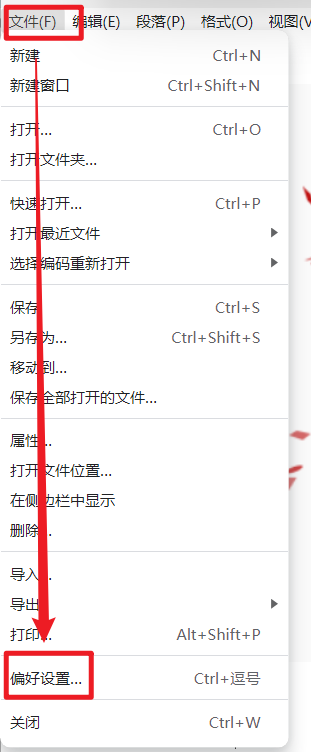 文件(F) 编辑(E) 段落(P) 格式(O) 视图(V
新建 Ctrl+N
新建窗口 Ctrl+Shift+N
打开... Ctrl+O
打开文件夹...
快速打开... Ctrl+P
打开最近文件
选择编码重新打开
保存 Ctrl+S
另存为... Ctrl+Shift+S
移动到...
保存全部打开的文件...
属性...
打开文件位置...
在侧边栏中显示
删除...
导入...
导出
打印... Alt+Shift+P
偏好设置... Ctrl+逗号
关闭 Ctrl+W